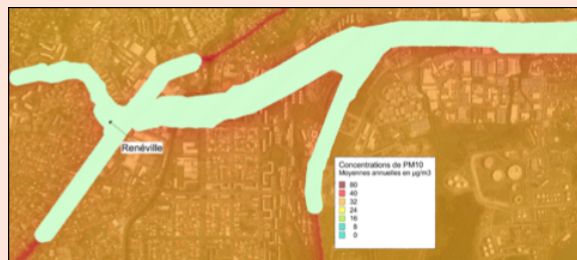 Renéville
Concentrations de PM10
Moyennes annuelles en µg/m3
80
40
32
24
16
8
0